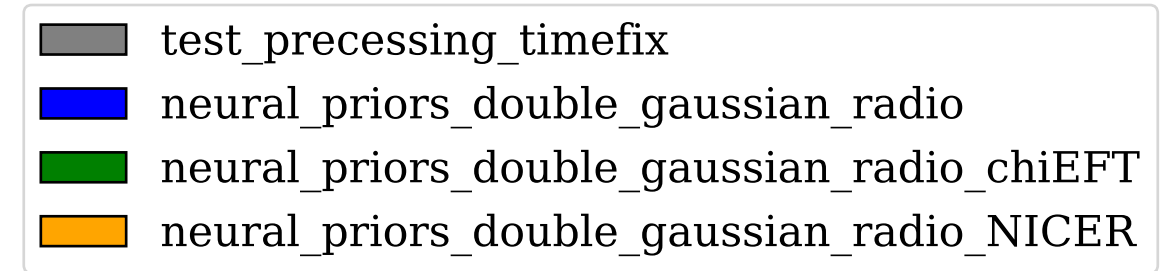 test_precessing_timefix
neural_priors_double_gaussian_radio
neural_priors_double_gaussian_radio_chiEFT
neural_priors_double_gaussian_radio_NICER